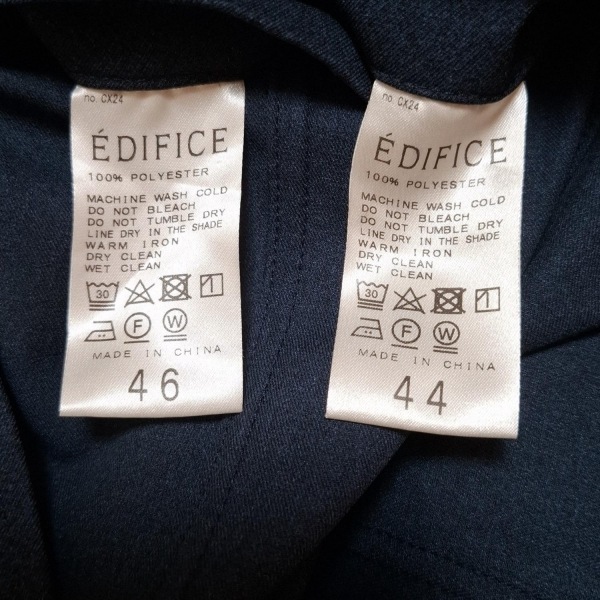 no. CX24
ÉDIFICE
100% POLYESTER
MACHINE WASH COLD
DO NOT BLEACH
DO NOT TUMBLE DRY
LINE DRY IN THE SHADE
WARM IRON
DRY CLEAN
WET CLEAN
30
F W
MADE IN CHINA
46
no. CX24
ÉDIFICE
100% POLYESTER
MACHINE WASH COLD
DO NOT BLEACH
DO NOT TUMBLE DRY
LINE DRY IN THE SHADE
WARM IRON
DRY CLEAN
WET CLEAN
30
F W
MADE IN CHINA
44